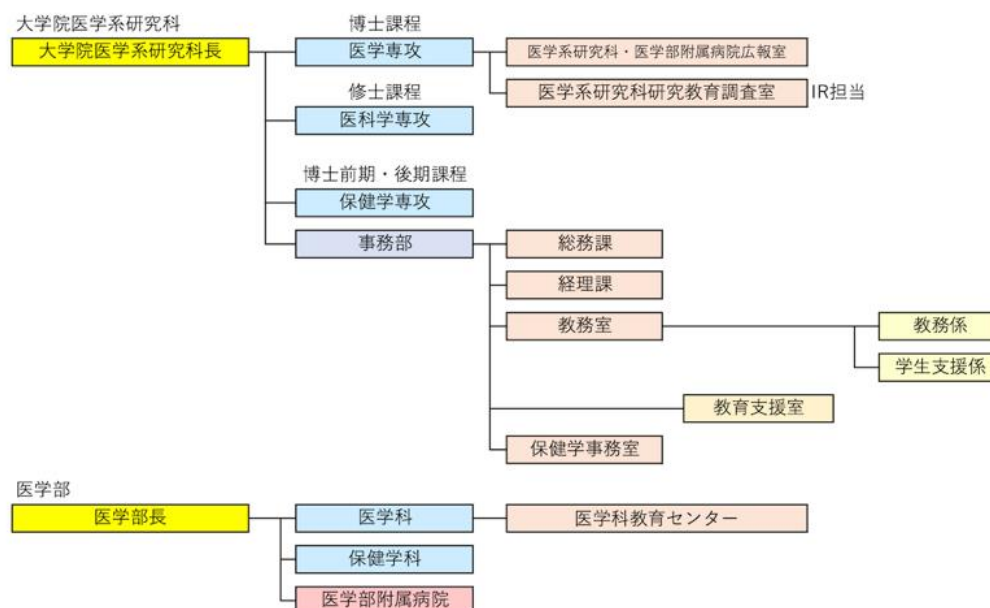 大学院医学系研究科
博士課程
大学院医学系研究科長
医学専攻
医学系研究科・医学部附属病院広報室
医学系研究科研究教育調査室
IR担当
修士課程
医科学専攻
博士前期・後期課程
保健学専攻
事務部
総務課
経理課
教務室
教務係
学生支援係
教育支援室
保健学事務室
医学部
医学部長
医学科
医学科教育センター
保健学科
医学部附属病院